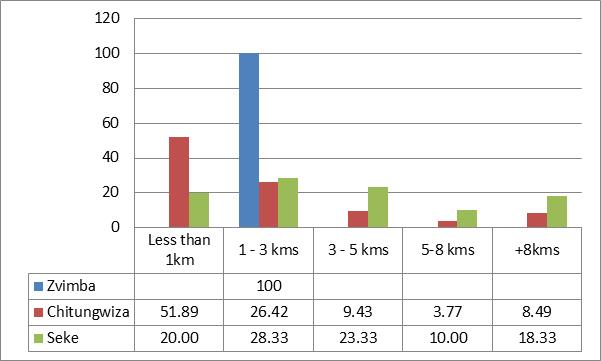 120
100
80
60
40
20
0
Less than 1km 1 - 3 kms 3 - 5 kms 5-8 kms +8kms
Zvimba 100
Chitungwiza 51.89 26.42 9.43 3.77 8.49
Seke 20.00 28.33 23.33 10.00 18.33